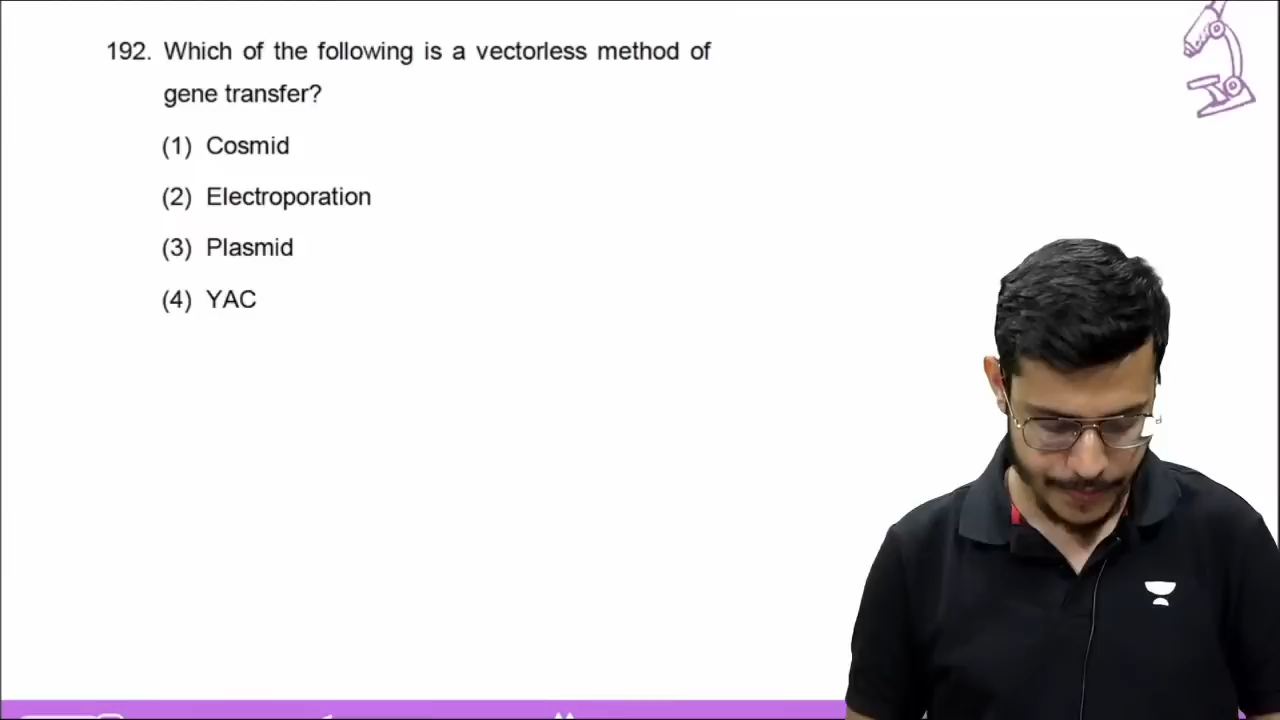 192. Which of the following is a vectorless method of
gene transfer?
(1) Cosmid
(2) Electroporation
(3) Plasmid
(4) YAC